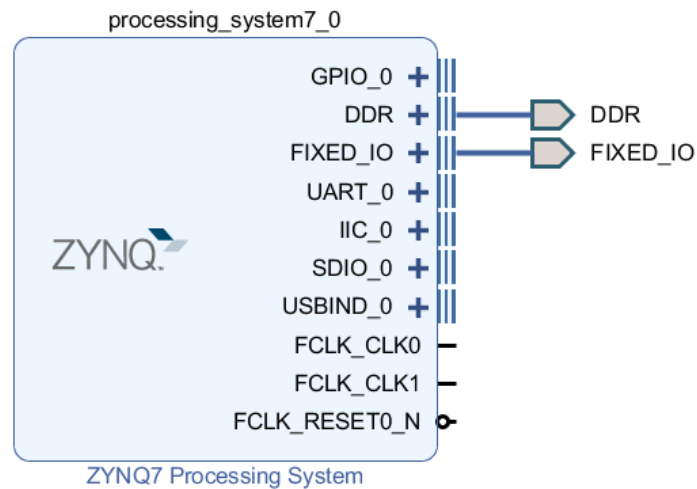 processing_system7_0
GPIO_0
DDR DDR
FIXED_IO FIXED_IO
UART_0
IIC_0
ZYNQ
SDIO_0
USBIND_0
FCLK_CLK0
FCLK_CLK1
FCLK_RESET0_N
ZYNQ7 Processing System